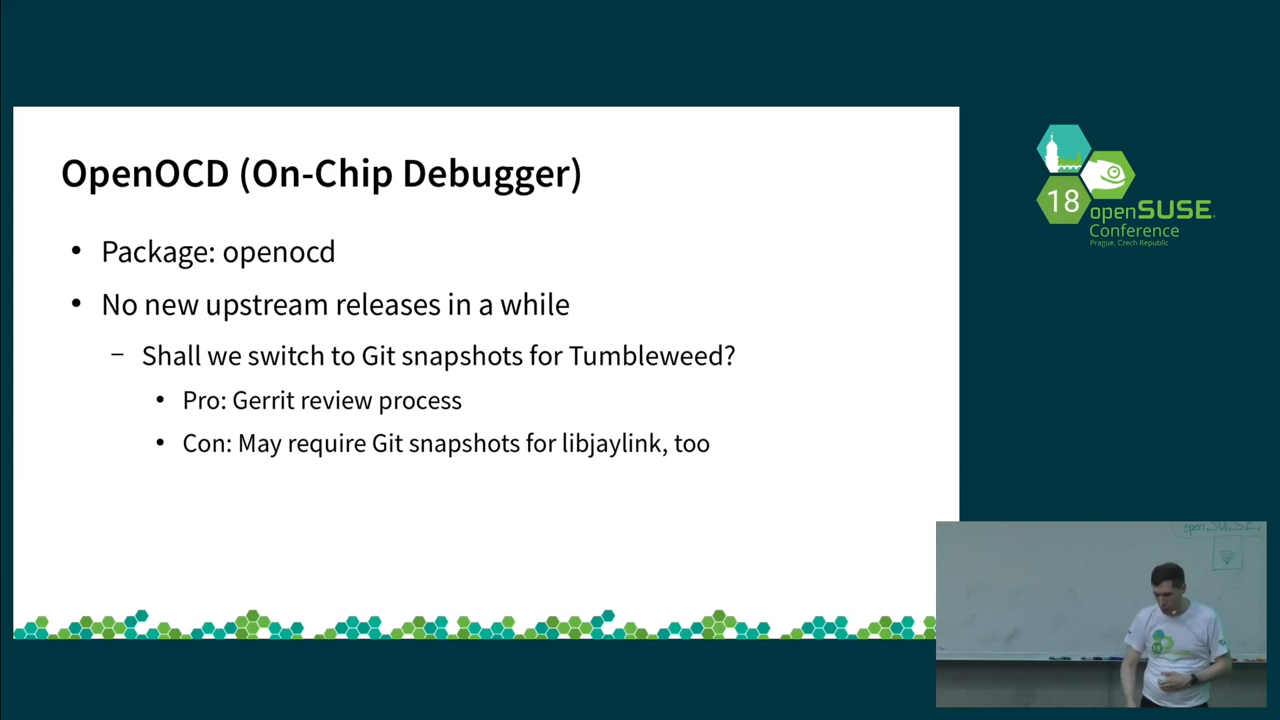 OpenOCD (On-Chip Debugger)
• Package: openocd
• No new upstream releases in a while
– Shall we switch to Git snapshots for Tumbleweed?
• Pro: Gerrit review process
• Con: May require Git snapshots for libjaylink, too
18
openSUSE
Conference
Prague, Czech Republic
openSUSE
18